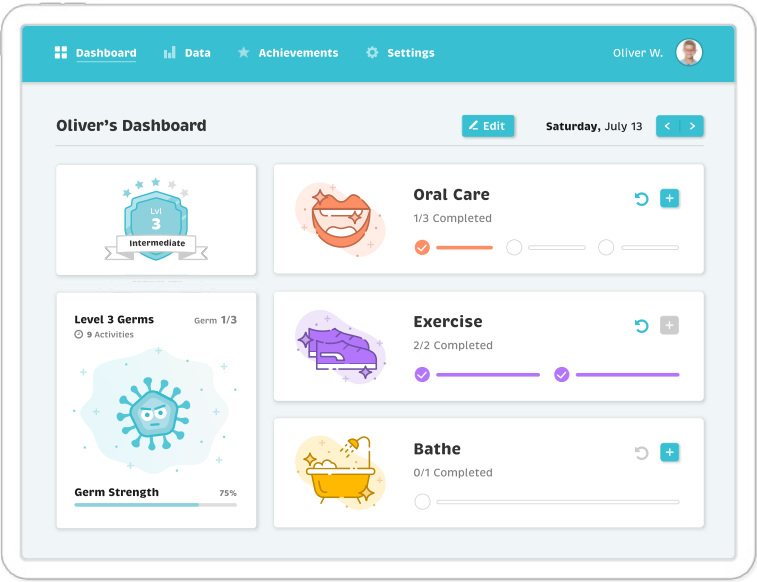 Dashboard Data Achievements Settings Oliver W.
Oliver's Dashboard Edit Saturday, July 13
Lvl
3
Intermediate
Level 3 Germs Germ 1/3
9 Activities
Germ Strength 75%
Oral Care
1/3 Completed
Exercise
2/2 Completed
Bathe
0/1 Completed